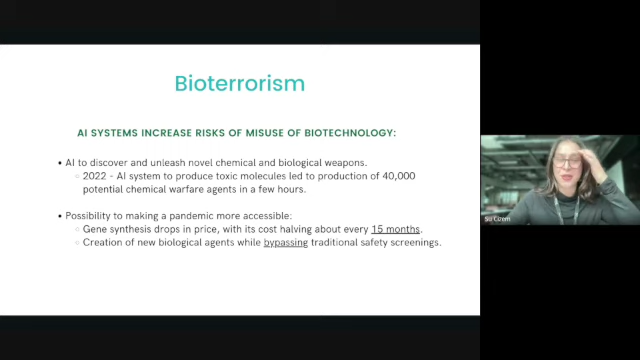 Bioterrorism
AI SYSTEMS INCREASE RISKS OF MISUSE OF BIOTECHNOLOGY:
• AI to discover and unleash novel chemical and biological weapons.
○ 2022 - AI system to produce toxic molecules led to production of 40,000
potential chemical warfare agents in a few hours.
• Possibility to making a pandemic more accessible:
○ Gene synthesis drops in price, with its cost halving about every 15 months.
○ Creation of new biological agents while bypassing traditional safety screenings.
Su Cizem